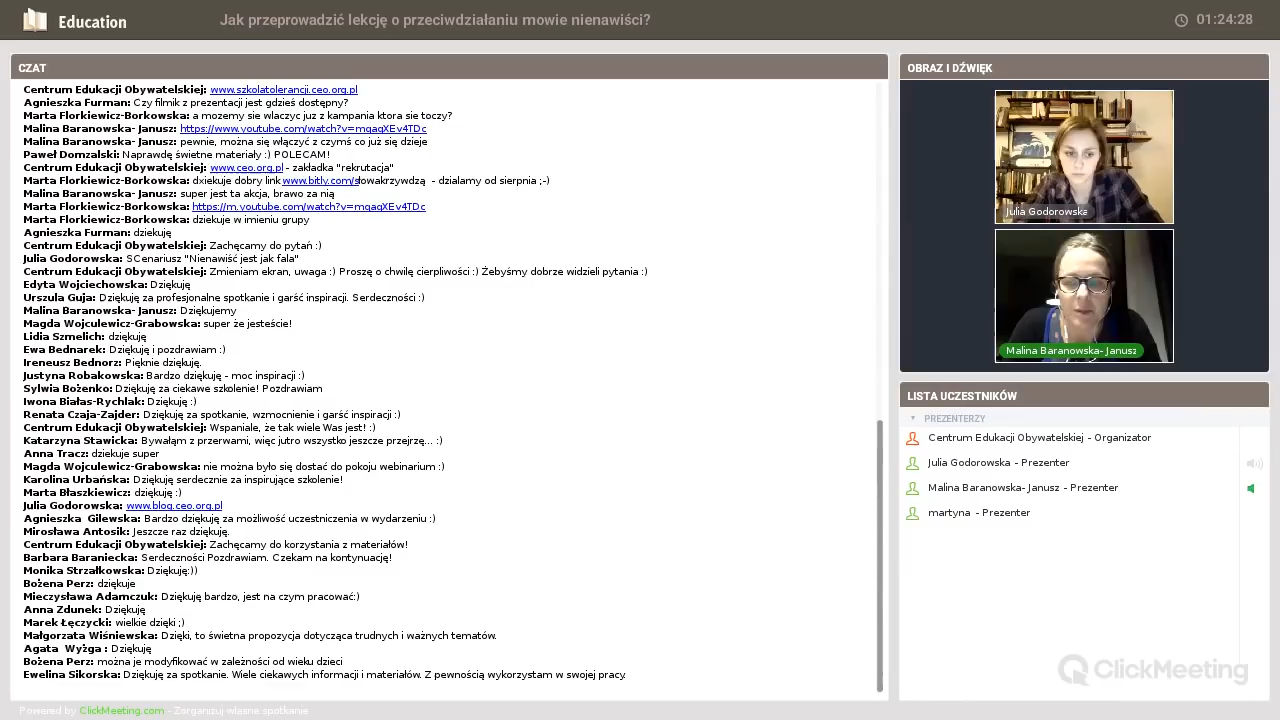 Education
Jak przeprowadzić lekcję o przeciwdziałaniu mowie nienawiści?
01:24:28
CZAT
Centrum Edukacji Obywatelskiej: www.szkolatolerancji.ceo.org.pl
Agnieszka Furman: Czy filmik z prezentacji jest gdzieś dostępny?
Marta Florkiewicz-Borkowska: a mozemy sie wlaczyc juz z kampania ktora sie toczy?
Malina Baranowska- Janusz: https://www.youtube.com/watch?v=mqaqXEv4TDc
Malina Baranowska- Janusz: pewnie, można się włączyć z czymś co już się dzieje
Paweł Domzalski: Naprawdę świetne materiały :) POLECAM!
Centrum Edukacji Obywatelskiej: www.ceo.org.pl - zakładka "rekrutacja"
Marta Florkiewicz-Borkowska: dxiekuje dobry link www.bitly.com/słowakrzywdzą - dzialamy od sierpnia ;-)
Malina Baranowska- Janusz: super jest ta akcja, brawo za nią
Marta Florkiewicz-Borkowska: https://m.youtube.com/watch?v=mqaqXEv4TDc
Marta Florkiewicz-Borkowska: dziekuje w imieniu grupy
Agnieszka Furman: dziekuję
Centrum Edukacji Obywatelskiej: Zachęcamy do pytań :)
Julia Godorowska: SCenariusz "Nienawiść jest jak fala"
Centrum Edukacji Obywatelskiej: Zmieniam ekran, uwaga :) Proszę o chwilę cierpliwości :) Żebyśmy dobrze widzieli pytania :)
Edyta Wojciechowska: Dziękuję
Urszula Guja: Dziękuję za profesjonalne spotkanie i garść inspiracji. Serdeczności :)
Malina Baranowska- Janusz: Dziękujemy
Magda Wojculewicz-Grabowska: super że jesteście!
Lidia Szmelich: dziękuję
Ewa Bednarek: Dziękuję i pozdrawiam :)
Ireneusz Bednorz: Pięknie dziękuję.
Justyna Robakowska: Bardzo dziękuję - moc inspiracji :)
Sylwia Bożenko: Dziękuję za ciekawe szkolenie! Pozdrawiam
Iwona Białas-Rychlak: Dziękuję :)
Renata Czaja-Zajder: Dziękuję za spotkanie, wzmocnienie i garść inspiracji :)
Centrum Edukacji Obywatelskiej: Wspaniale, że tak wiele Was jest! :)
Katarzyna Stawicka: Bywałąm z przerwami, więc jutro wszystko jeszcze przejrzę... :)
Anna Tracz: dziekuje super
Magda Wojculewicz-Grabowska: nie można było się dostać do pokoju webinarium :)
Karolina Urbańska: Dziękuję serdecznie za inspirujące szkolenie!
Marta Błaszkiewicz: dziękuję :)
Julia Godorowska: www.blog.ceo.org.pl
Agnieszka Gilewska: Bardzo dziękuję za możliwość uczestniczenia w wydarzeniu :)
Mirosława Antosik: Jeszcze raz dziękuję.
Centrum Edukacji Obywatelskiej: Zachęcamy do korzystania z materiałów!
Barbara Baraniecka: Serdeczności Pozdrawiam. Czekam na kontynuację!
Monika Strzałkowska: Dziękuję:))
Bożena Perz: dziękuje
Mieczysława Adamczuk: Dziękuję bardzo, jest na czym pracować:)
Anna Zdunek: Dziękuję
Marek Łęczycki: wielkie dzięki ;)
Małgorzata Wiśniewska: Dzięki, to świetna propozycja dotycząca trudnych i ważnych tematów.
Agata Wyżga : Dziękuję
Bożena Perz: można je modyfikować w zależności od wieku dzieci
Ewelina Sikorska: Dziękuję za spotkanie. Wiele ciekawych informacji i materiałów. Z pewnością wykorzystam w swojej pracy.
OBRAZ I DŹWIĘK
Julia Godorowska
Malina Baranowska- Janusz
LISTA UCZESTNIKÓW
PREZENTERZY
Centrum Edukacji Obywatelskiej - Organizator
Julia Godorowska - Prezenter
Malina Baranowska- Janusz - Prezenter
martyna - Prezenter
ClickMeeting
Powered by ClickMeeting.com - Zorganizuj własne spotkanie